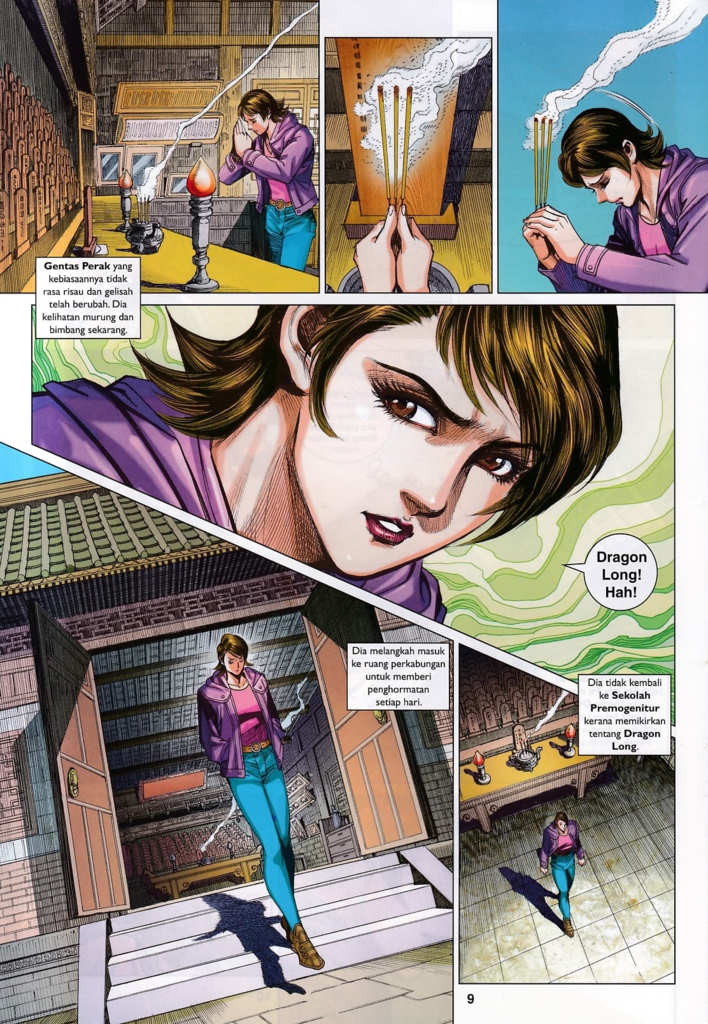 Gentas Perak yang
kebiasaannya tidak
rasa risau dan gelisah
telah berubah. Dia
kelihatan murung dan
bimbang sekarang.
Dragon
Long!
Hah!
Dia melangkah masuk
ke ruang perkabungan
untuk memberi
penghormatan
setiap hari.
Dia tidak kembali
ke Sekolah
Premogenitur
kerana memikirkan
tentang Dragon
Long.
9